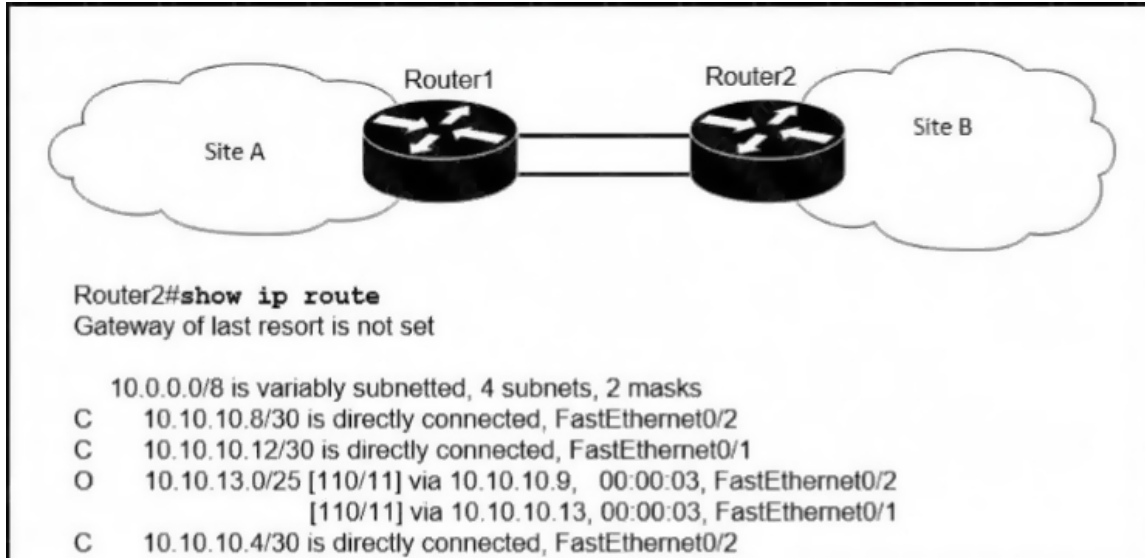 Router1
Router2
Site A
Site B
Router2#show ip route
Gateway of last resort is not set
10.0.0.0/8 is variably subnetted, 4 subnets, 2 masks
C 10.10.10.8/30 is directly connected, FastEthernet0/2
C 10.10.10.12/30 is directly connected, FastEthernet0/1
O 10.10.13.0/25 [110/11] via 10.10.10.9, 00:00:03, FastEthernet0/2
[110/11] via 10.10.10.13, 00:00:03, FastEthernet0/1
C 10.10.10.4/30 is directly connected, FastEthernet0/2